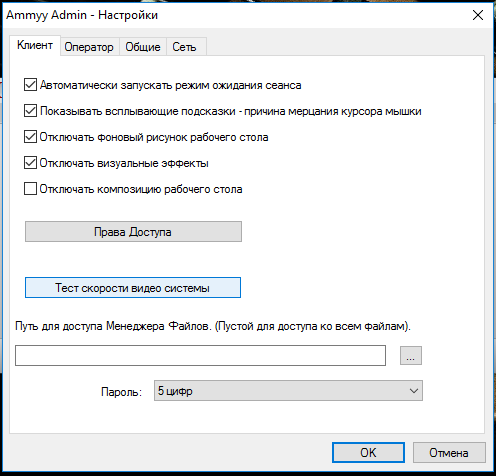 Ammyy Admin - Настройки
Клиент Оператор Общие Сеть
Автоматически запускать режим ожидания сеанса
Показывать всплывающие подсказки - причина мерцания курсора мышки
Отключать фоновый рисунок рабочего стола
Отключать визуальные эффекты
Отключать композицию рабочего стола
Права Доступа
Тест скорости видео системы
Путь для доступа Менеджера Файлов. (Пустой для доступа ко всем файлам).
...
Пароль: 5 цифр
OK Отмена